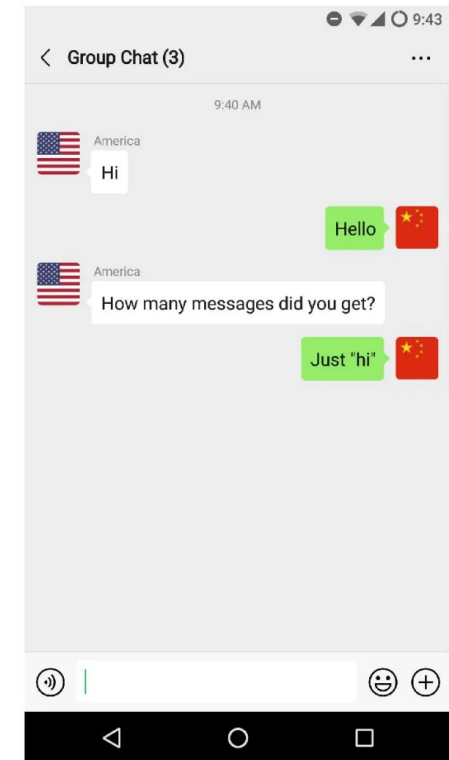 9:43
Group Chat (3)
9:40 AM
America
Hi
Hello
America
How many messages did you get?
Just "hi"